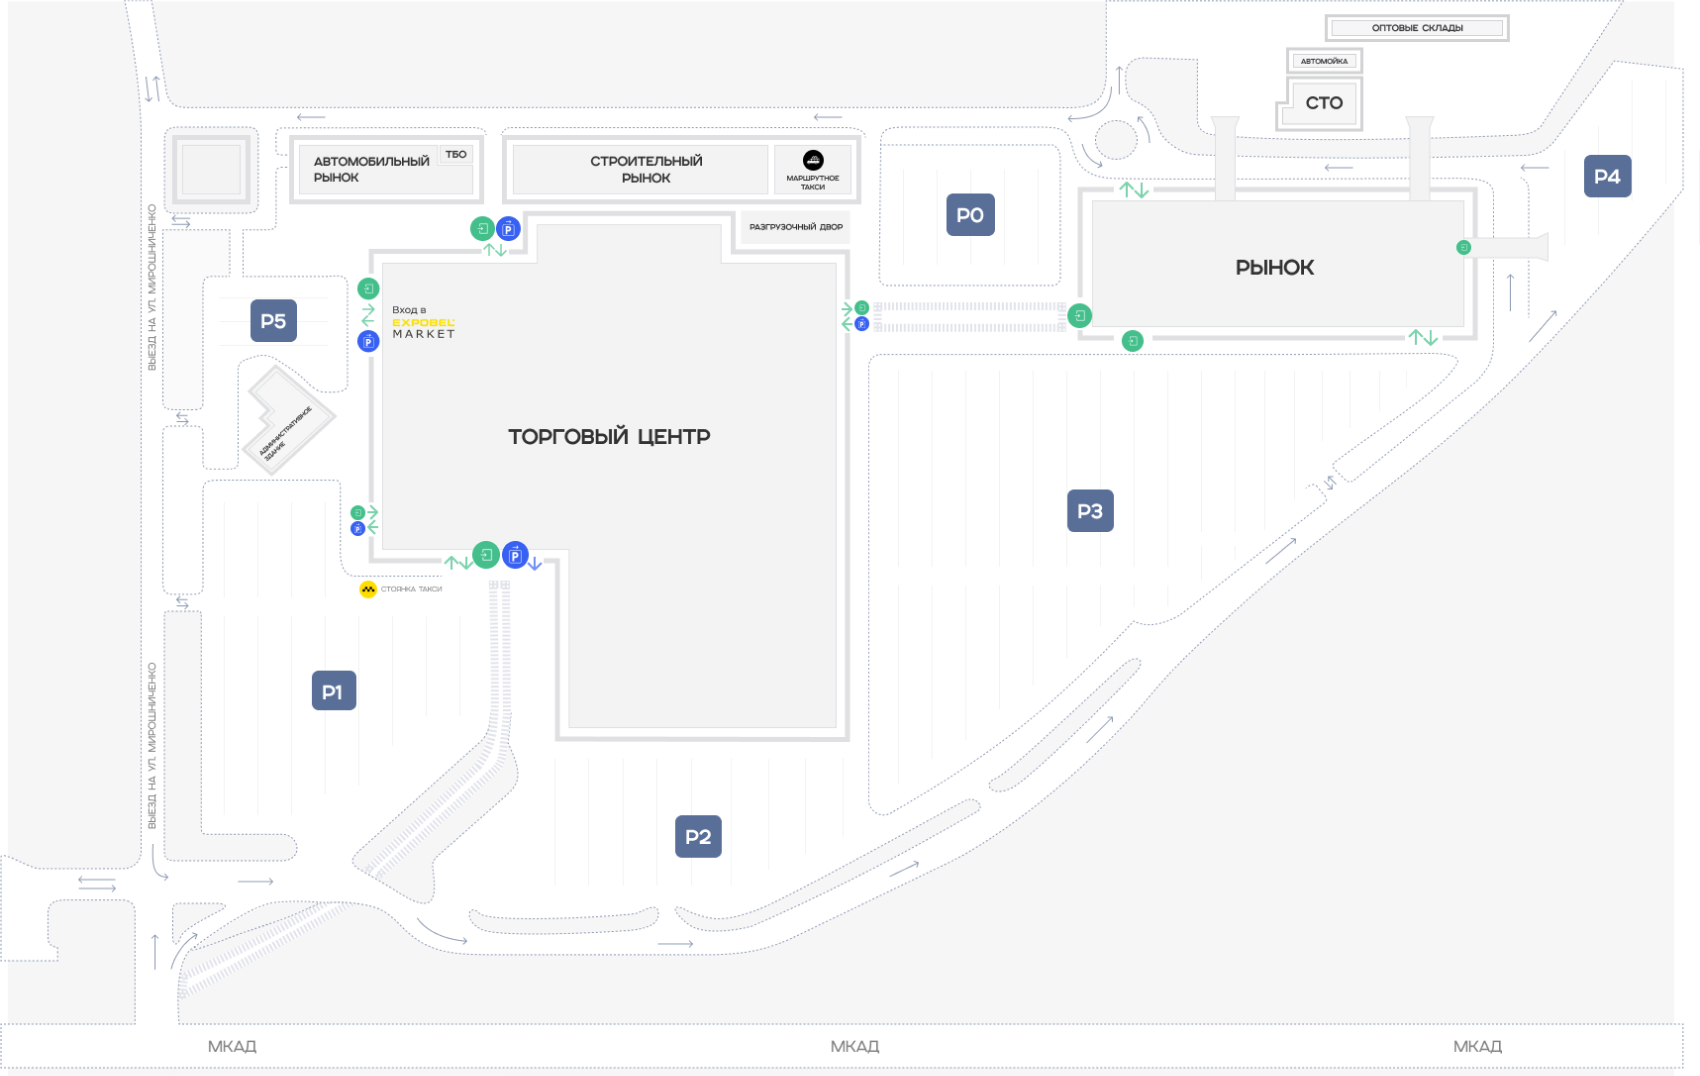 ОПТОВЫЕ СКЛАДЫ
АВТОМОЙКА
СТО
АВТОМОБИЛЬНЫЙ
РЫНОК
ТБО
СТРОИТЕЛЬНЫЙ
РЫНОК
МАРШРУТНОЕ
ТАКСИ
P4
P0
РАЗГРУЗОЧНЫЙ ДВОР
РЫНОК
ВЫЕЗД НА УЛ. МИРОШНИЧЕНКО
P5
Вход в
EXPOBEL
MARKET
P
P
P
АДМИНИСТРАТИВНОЕ
ЗДАНИЕ
ТОРГОВЫЙ ЦЕНТР
P3
P
P
СТОЯНКА ТАКСИ
P1
ВЫЕЗД НА УЛ. МИРОШНИЧЕНКО
P2
МКАД
МКАД
МКАД